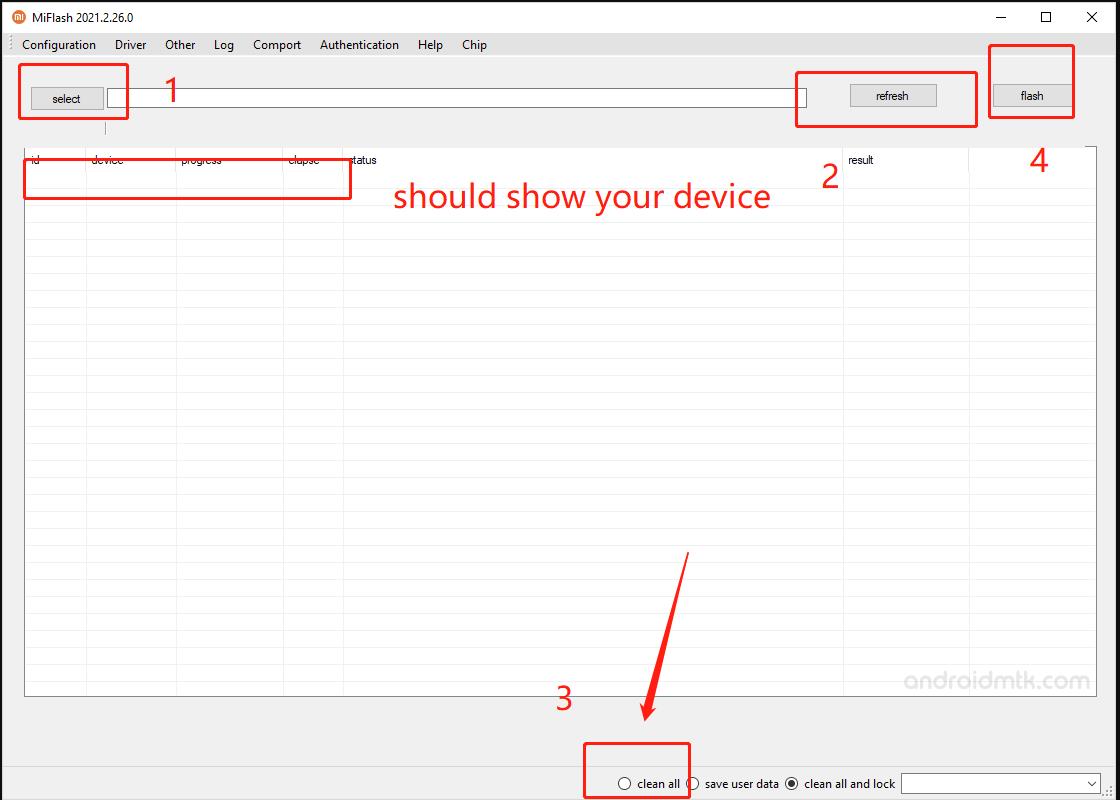 MiFlash 2021.2.26.0
Configuration Driver Other Log Comport Authentication Help Chip
select 1 refresh flash
id device progress elapse status result
2 4
should show your device
androidmtk.com
3
clean all save user data clean all and lock